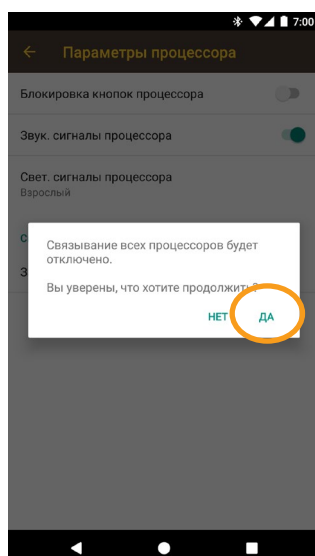 7:00
Параметры процессора
Блокировка кнопок процессора
Звук. сигналы процессора
Свет. сигналы процессора
Взрослый
С
З
Связывание всех процессоров будет
отключено.
Вы уверены, что хотите продолжить?
НЕТ ДА